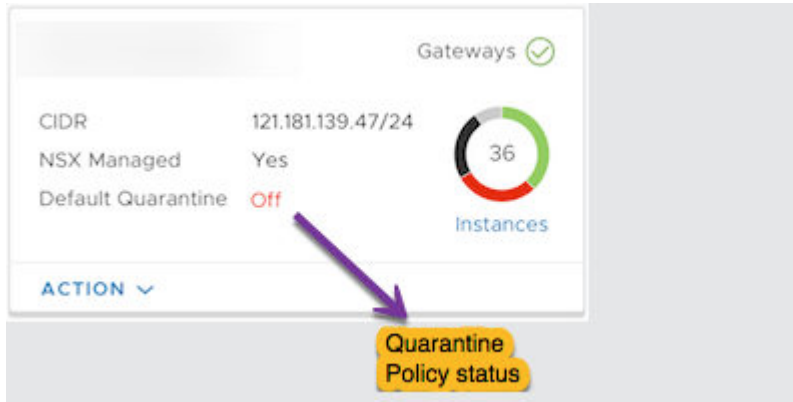 Gateways
CIDR 121.181.139.47/24
NSX Managed Yes
36
Default Quarantine Off
Instances
ACTION
Quarantine
Policy status